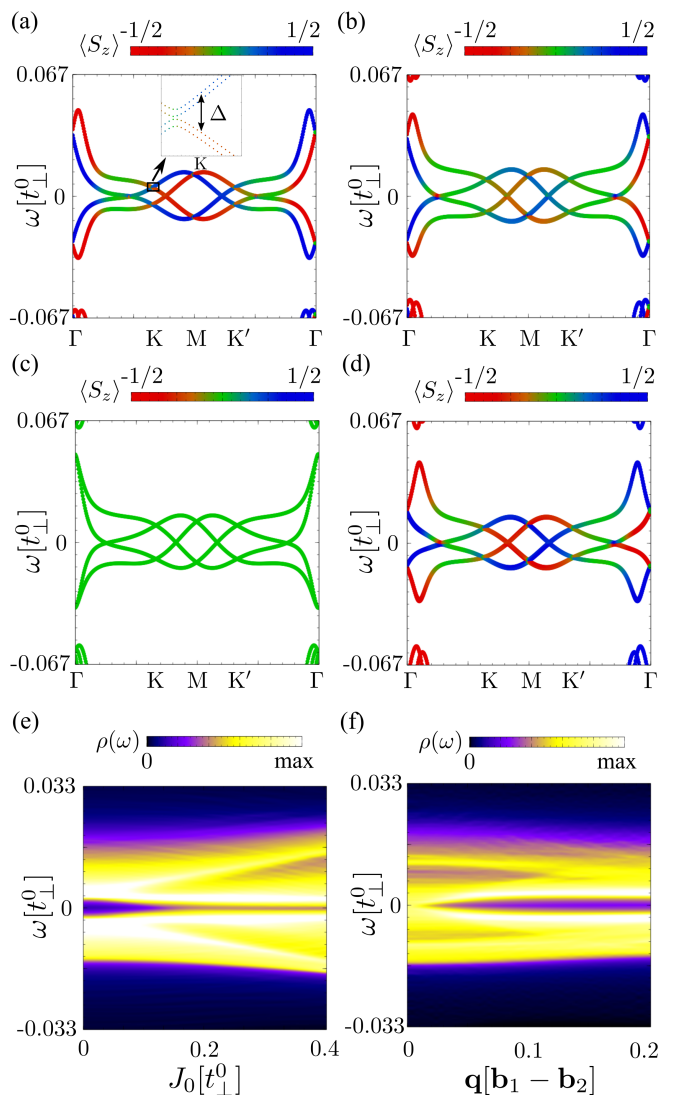 (a) (b)
⟨S_z⟩ -1/2 1/2 ⟨S_z⟩ -1/2 1/2
0.067 0.067
Δ
K
ω[t⊥^0] 0 ω[t⊥^0] 0
-0.067 -0.067
Γ K M K′ Γ Γ K M K′ Γ
(c) (d)
⟨S_z⟩ -1/2 1/2 ⟨S_z⟩ -1/2 1/2
0.067 0.067
ω[t⊥^0] 0 ω[t⊥^0] 0
-0.067 -0.067
Γ K M K′ Γ Γ K M K′ Γ
(e) (f)
ρ(ω) ρ(ω)
0 max 0 max
0.033 0.033
ω[t⊥^0] 0 ω[t⊥^0] 0
-0.033 -0.033
0 0.2 0.4 0 0.1 0.2
J_0[t⊥^0] q[b_1 − b_2]